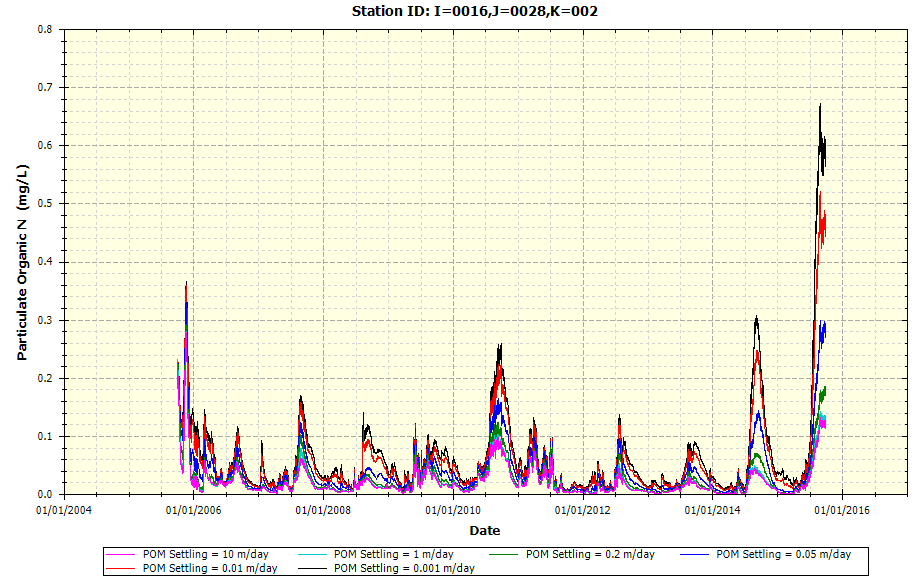 Station ID: I=0016,J=0028,K=002
Particulate Organic N (mg/L)
0.8
0.7
0.6
0.5
0.4
0.3
0.2
0.1
0.0
01/01/2004 01/01/2006 01/01/2008 01/01/2010 01/01/2012 01/01/2014 01/01/2016
Date
POM Settling = 10 m/day POM Settling = 1 m/day POM Settling = 0.2 m/day POM Settling = 0.05 m/day
POM Settling = 0.01 m/day POM Settling = 0.001 m/day